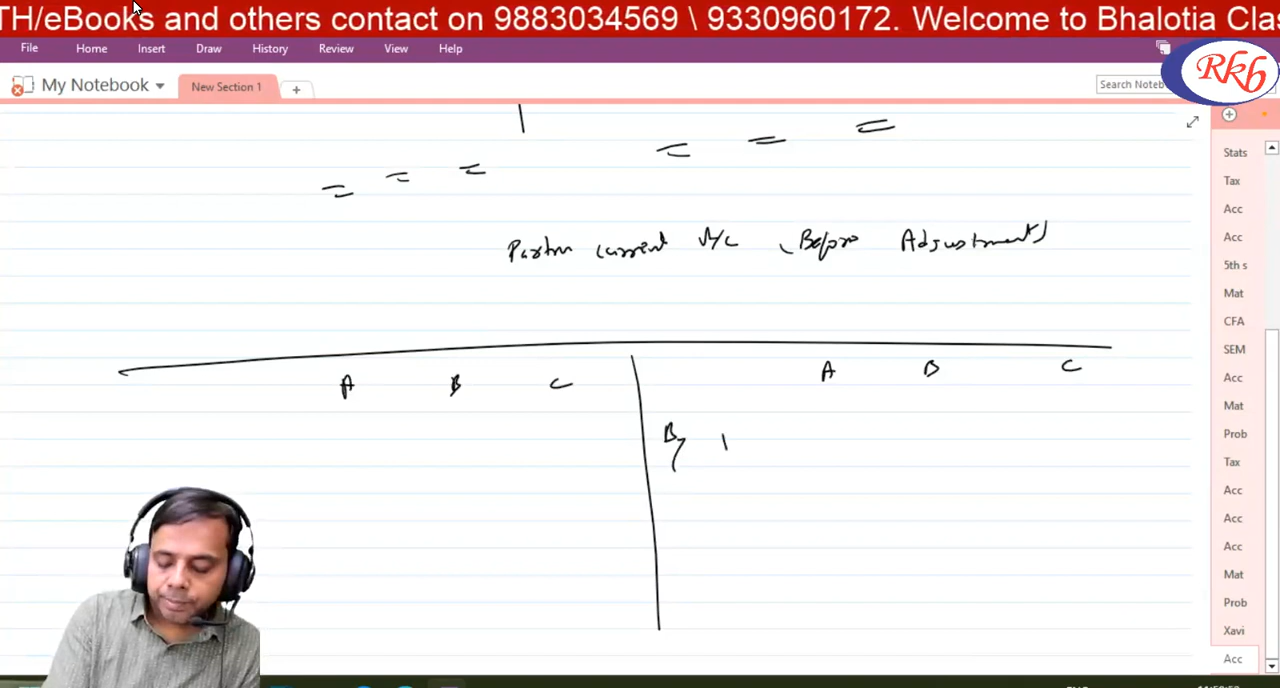 TH/eBooks and others contact on 9883034569 \ 9330960172. Welcome to Bhalotia Clas
File Home Insert Draw History Review View Help
Rkb
My Notebook New Section 1 + Search Noteb
Stats
Tax
Acc
Partner current A/c (Before Adjustments)
Acc
5th s
Mat
CFA
SEM
A B C A B C
Acc
Mat
By
Prob
Tax
Acc
Acc
Acc
Mat
Prob
Xavi
Acc